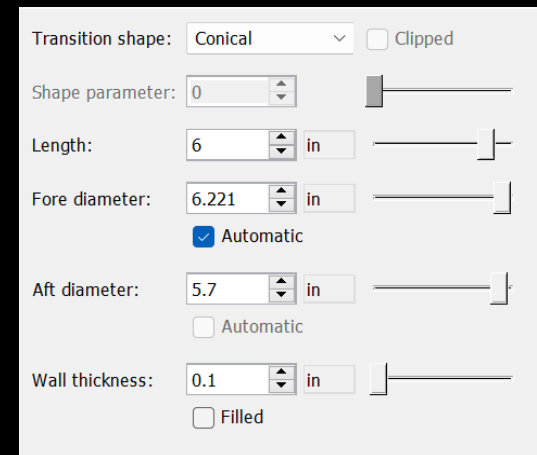 Transition shape: Conical Clipped
Shape parameter: 0
Length: 6 in
Fore diameter: 6.221 in
Automatic
Aft diameter: 5.7 in
Automatic
Wall thickness: 0.1 in
Filled